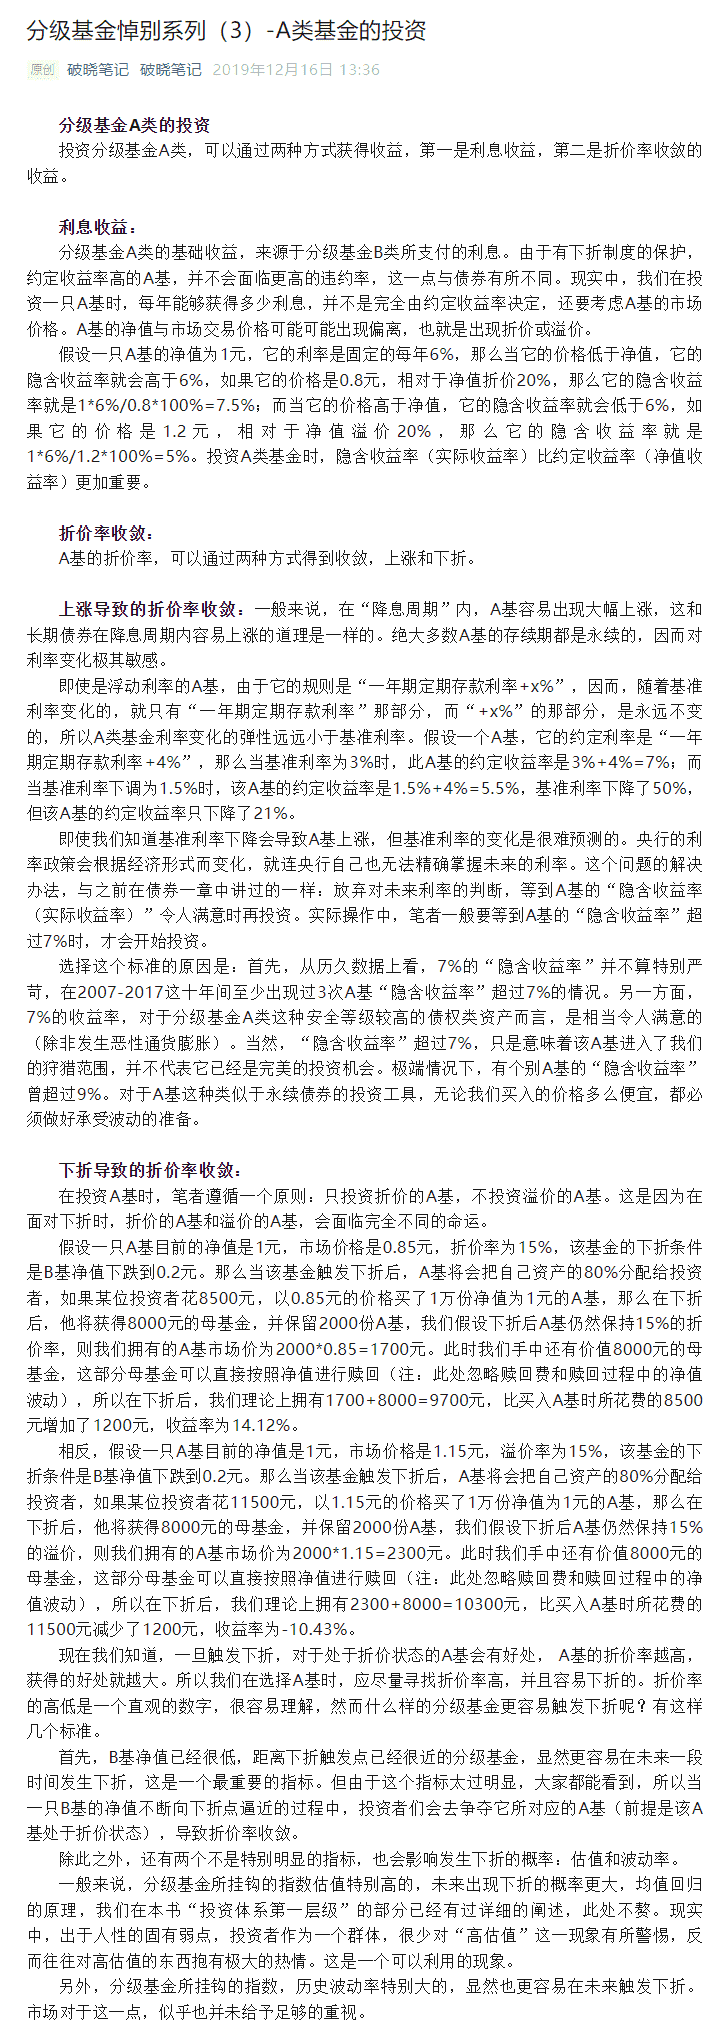 分级基金悼别系列（3）-A类基金的投资
原创 破晓笔记 破晓笔记 2019年12月16日 13:36
分级基金A类的投资
投资分级基金A类，可以通过两种方式获得收益，第一是利息收益，第二是折价率收敛的
收益。
利息收益：
分级基金A类的基础收益，来源于分级基金B类所支付的利息。由于有下折制度的保护，
约定收益率高的A基，并不会面临更高的违约率，这一点与债券有所不同。现实中，我们在投
资一只A基时，每年能够获得多少利息，并不是完全由约定收益率决定，还要考虑A基的市场
价格。A基的净值与市场交易价格可能可能出现偏离，也就是出现折价或溢价。
假设一只A基的净值为1元，它的利率是固定的每年6%，那么当它的价格低于净值，它的
隐含收益率就会高于6%，如果它的价格是0.8元，相对于净值折价20%，那么它的隐含收益
率就是1*6%/0.8*100%=7.5%；而当它的价格高于净值，它的隐含收益率就会低于6%，如
果它的价格是1.2元，相对于净值溢价20%，那么它的隐含收益率就是
1*6%/1.2*100%=5%。投资A类基金时，隐含收益率（实际收益率）比约定收益率（净值收
益率）更加重要。
折价率收敛：
A基的折价率，可以通过两种方式得到收敛，上涨和下折。
上涨导致的折价率收敛：一般来说，在“降息周期”内，A基容易出现大幅上涨，这和
长期债券在降息周期内容易上涨的道理是一样的。绝大多数A基的存续期都是永续的，因而对
利率变化极其敏感。
即使是浮动利率的A基，由于它的规则是“一年期定期存款利率+x%”，因而，随着基准
利率变化的，就只有“一年期定期存款利率”那部分，而“+x%”的那部分，是永远不变
的，所以A类基金利率变化的弹性远远小于基准利率。假设一个A基，它的约定利率是“一年
期定期存款利率+4%”，那么当基准利率为3%时，此A基的约定收益率是3%+4%=7%；而
当基准利率下调为1.5%时，该A基的约定收益率是1.5%+4%=5.5%，基准利率下降了50%，
但该A基的约定收益率只下降了21%。
即使我们知道基准利率下降会导致A基上涨，但基准利率的变化是很难预测的。央行的利
率政策会根据经济形式而变化，就连央行自己也无法精确掌握未来的利率。这个问题的解决
办法，与之前在债券一章中讲过的一样：放弃对未来利率的判断，等到A基的“隐含收益率
（实际收益率）”令人满意时再投资。实际操作中，笔者一般要等到A基的“隐含收益率”超
过7%时，才会开始投资。
选择这个标准的原因是：首先，从历久数据上看，7%的“隐含收益率”并不算特别严
苛，在2007-2017这十年间至少出现过3次A基“隐含收益率”超过7%的情况。另一方面，
7%的收益率，对于分级基金A类这种安全等级较高的债权类资产而言，是相当令人满意的
（除非发生恶性通货膨胀）。当然，“隐含收益率”超过7%，只是意味着该A基进入了我们
的狩猎范围，并不代表它已经是完美的投资机会。极端情况下，有个别A基的“隐含收益率”
曾超过9%。对于A基这种类似于永续债券的投资工具，无论我们买入的价格多么便宜，都必
须做好承受波动的准备。
下折导致的折价率收敛：
在投资A基时，笔者遵循一个原则：只投资折价的A基，不投资溢价的A基。这是因为在
面对下折时，折价的A基和溢价的A基，会面临完全不同的命运。
假设一只A基目前的净值是1元，市场价格是0.85元，折价率为15%，该基金的下折条件
是B基净值下跌到0.2元。那么当该基金触发下折后，A基将会把自己资产的80%分配给投资
者，如果某位投资者花8500元，以0.85元的价格买了1万份净值为1元的A基，那么在下折
后，他将获得8000元的母基金，并保留2000份A基，我们假设下折后A基仍然保持15%的折
价率，则我们拥有的A基市场价为2000*0.85=1700元。此时我们手中还有价值8000元的母
基金，这部分母基金可以直接按照净值进行赎回（注：此处忽略赎回费和赎回过程中的净值
波动），所以在下折后，我们理论上拥有1700+8000=9700元，比买入A基时所花费的8500
元增加了1200元，收益率为14.12%。
相反，假设一只A基目前的净值是1元，市场价格是1.15元，溢价率为15%，该基金的下
折条件是B基净值下跌到0.2元。那么当该基金触发下折后，A基将会把自己资产的80%分配给
投资者，如果某位投资者花11500元，以1.15元的价格买了1万份净值为1元的A基，那么在
下折后，他将获得8000元的母基金，并保留2000份A基，我们假设下折后A基仍然保持15%
的溢价，则我们拥有的A基市场价为2000*1.15=2300元。此时我们手中还有价值8000元的
母基金，这部分母基金可以直接按照净值进行赎回（注：此处忽略赎回费和赎回过程中的净
值波动），所以在下折后，我们理论上拥有2300+8000=10300元，比买入A基时所花费的
11500元减少了1200元，收益率为-10.43%。
现在我们知道，一旦触发下折，对于处于折价状态的A基会有好处， A基的折价率越高，
获得的好处就越大。所以我们在选择A基时，应尽量寻找折价率高，并且容易下折的。折价率
的高低是一个直观的数字，很容易理解，然而什么样的分级基金更容易触发下折呢？有这样
几个标准。
首先，B基净值已经很低，距离下折触发点已经很近的分级基金，显然更容易在未来一段
时间发生下折，这是一个最重要的指标。但由于这个指标太过明显，大家都能看到，所以当
一只B基的净值不断向下折点逼近的过程中，投资者们会去争夺它所对应的A基（前提是该A
基处于折价状态），导致折价率收敛。
除此之外，还有两个不是特别明显的指标，也会影响发生下折的概率：估值和波动率。
一般来说，分级基金所挂钩的指数估值特别高的，未来出现下折的概率更大，均值回归
的原理，我们在本书“投资体系第一层级”的部分已经有过详细的阐述，此处不赘。现实
中，出于人性的固有弱点，投资者作为一个群体，很少对“高估值”这一现象有所警惕，反
而往往对高估值的东西抱有极大的热情。这是一个可以利用的现象。
另外，分级基金所挂钩的指数，历史波动率特别大的，显然也更容易在未来触发下折。
市场对于这一点，似乎也并未给予足够的重视。